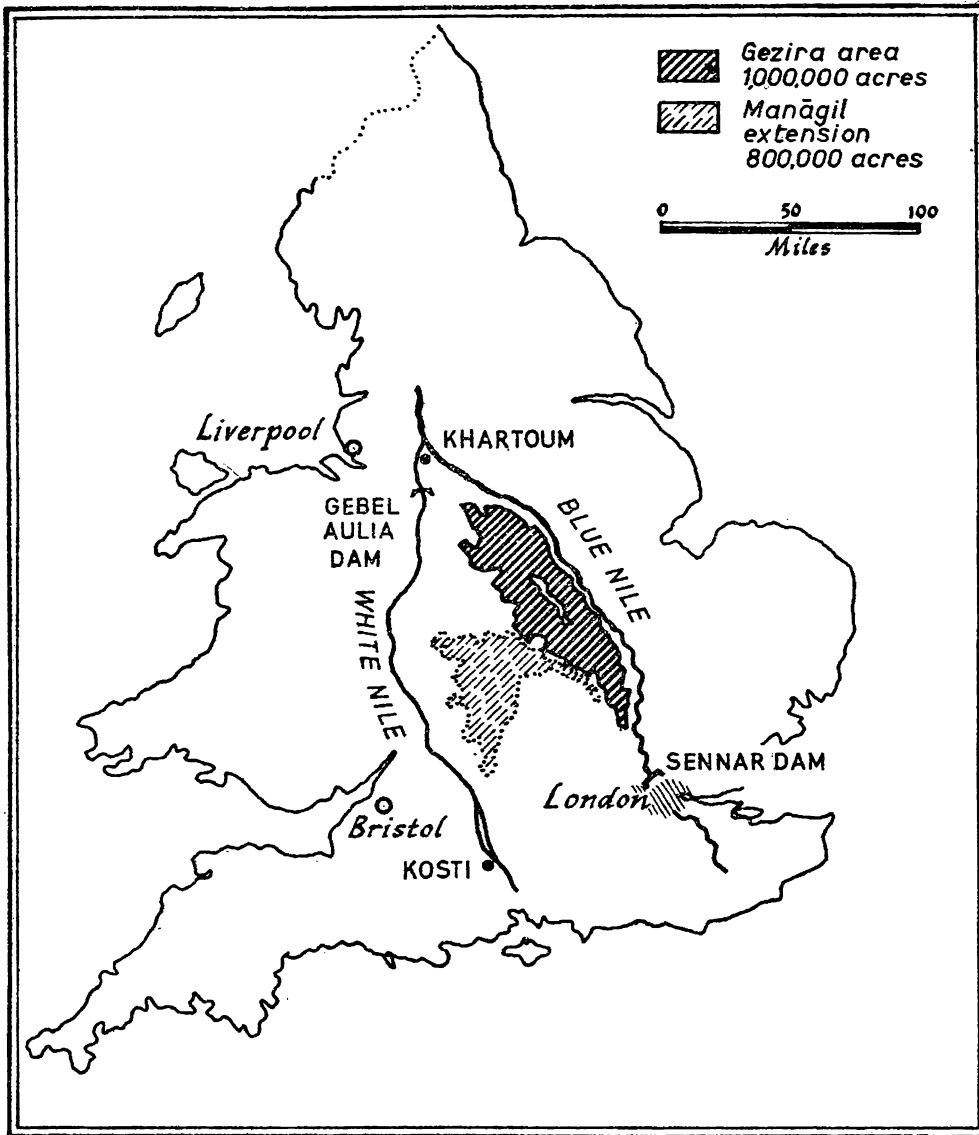 Gezira area
1,000,000 acres
Manāgil
extension
800,000 acres
0 50 100
Miles
Liverpool
KHARTOUM
GEBEL
AULIA
DAM
BLUE NILE
WHITE NILE
SENNAR DAM
London
Bristol
KOSTI